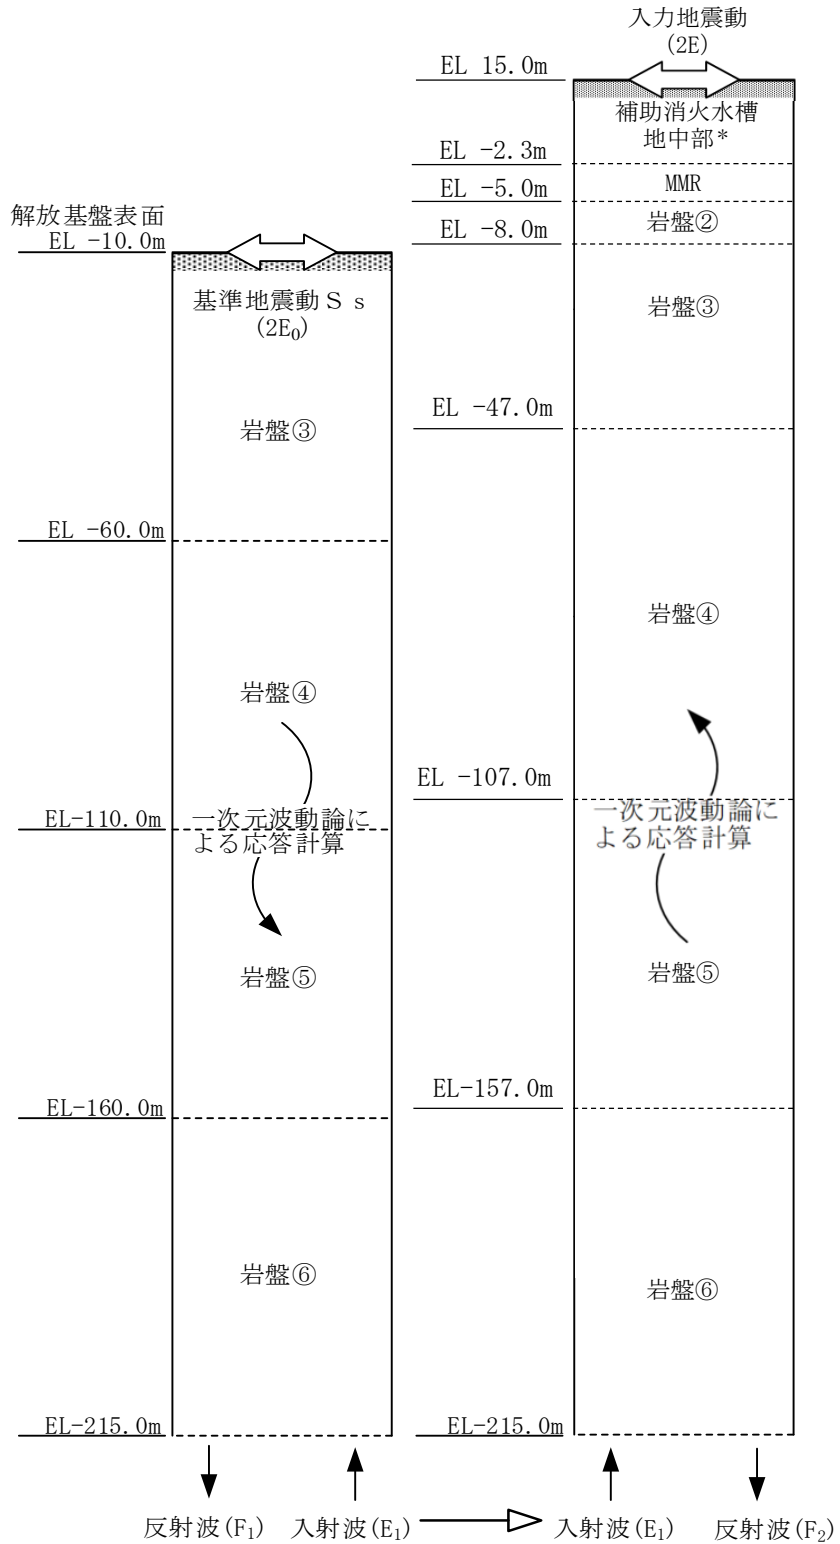 解放基盤表面
EL -10.0m
基準地震動Ｓｓ
(2E₀)
岩盤③
EL -60.0m
岩盤④
一次元波動論に
よる応答計算
EL-110.0m
岩盤⑤
EL-160.0m
岩盤⑥
EL-215.0m
反射波(F₁)
入射波(E₁)
入力地震動
(2E)
EL 15.0m
補助消火水槽
地中部*
EL -2.3m
MMR
EL -5.0m
岩盤②
EL -8.0m
岩盤③
EL -47.0m
岩盤④
EL -107.0m
一次元波動論に
よる応答計算
岩盤⑤
EL-157.0m
岩盤⑥
EL-215.0m
入射波(E₁)
反射波(F₂)